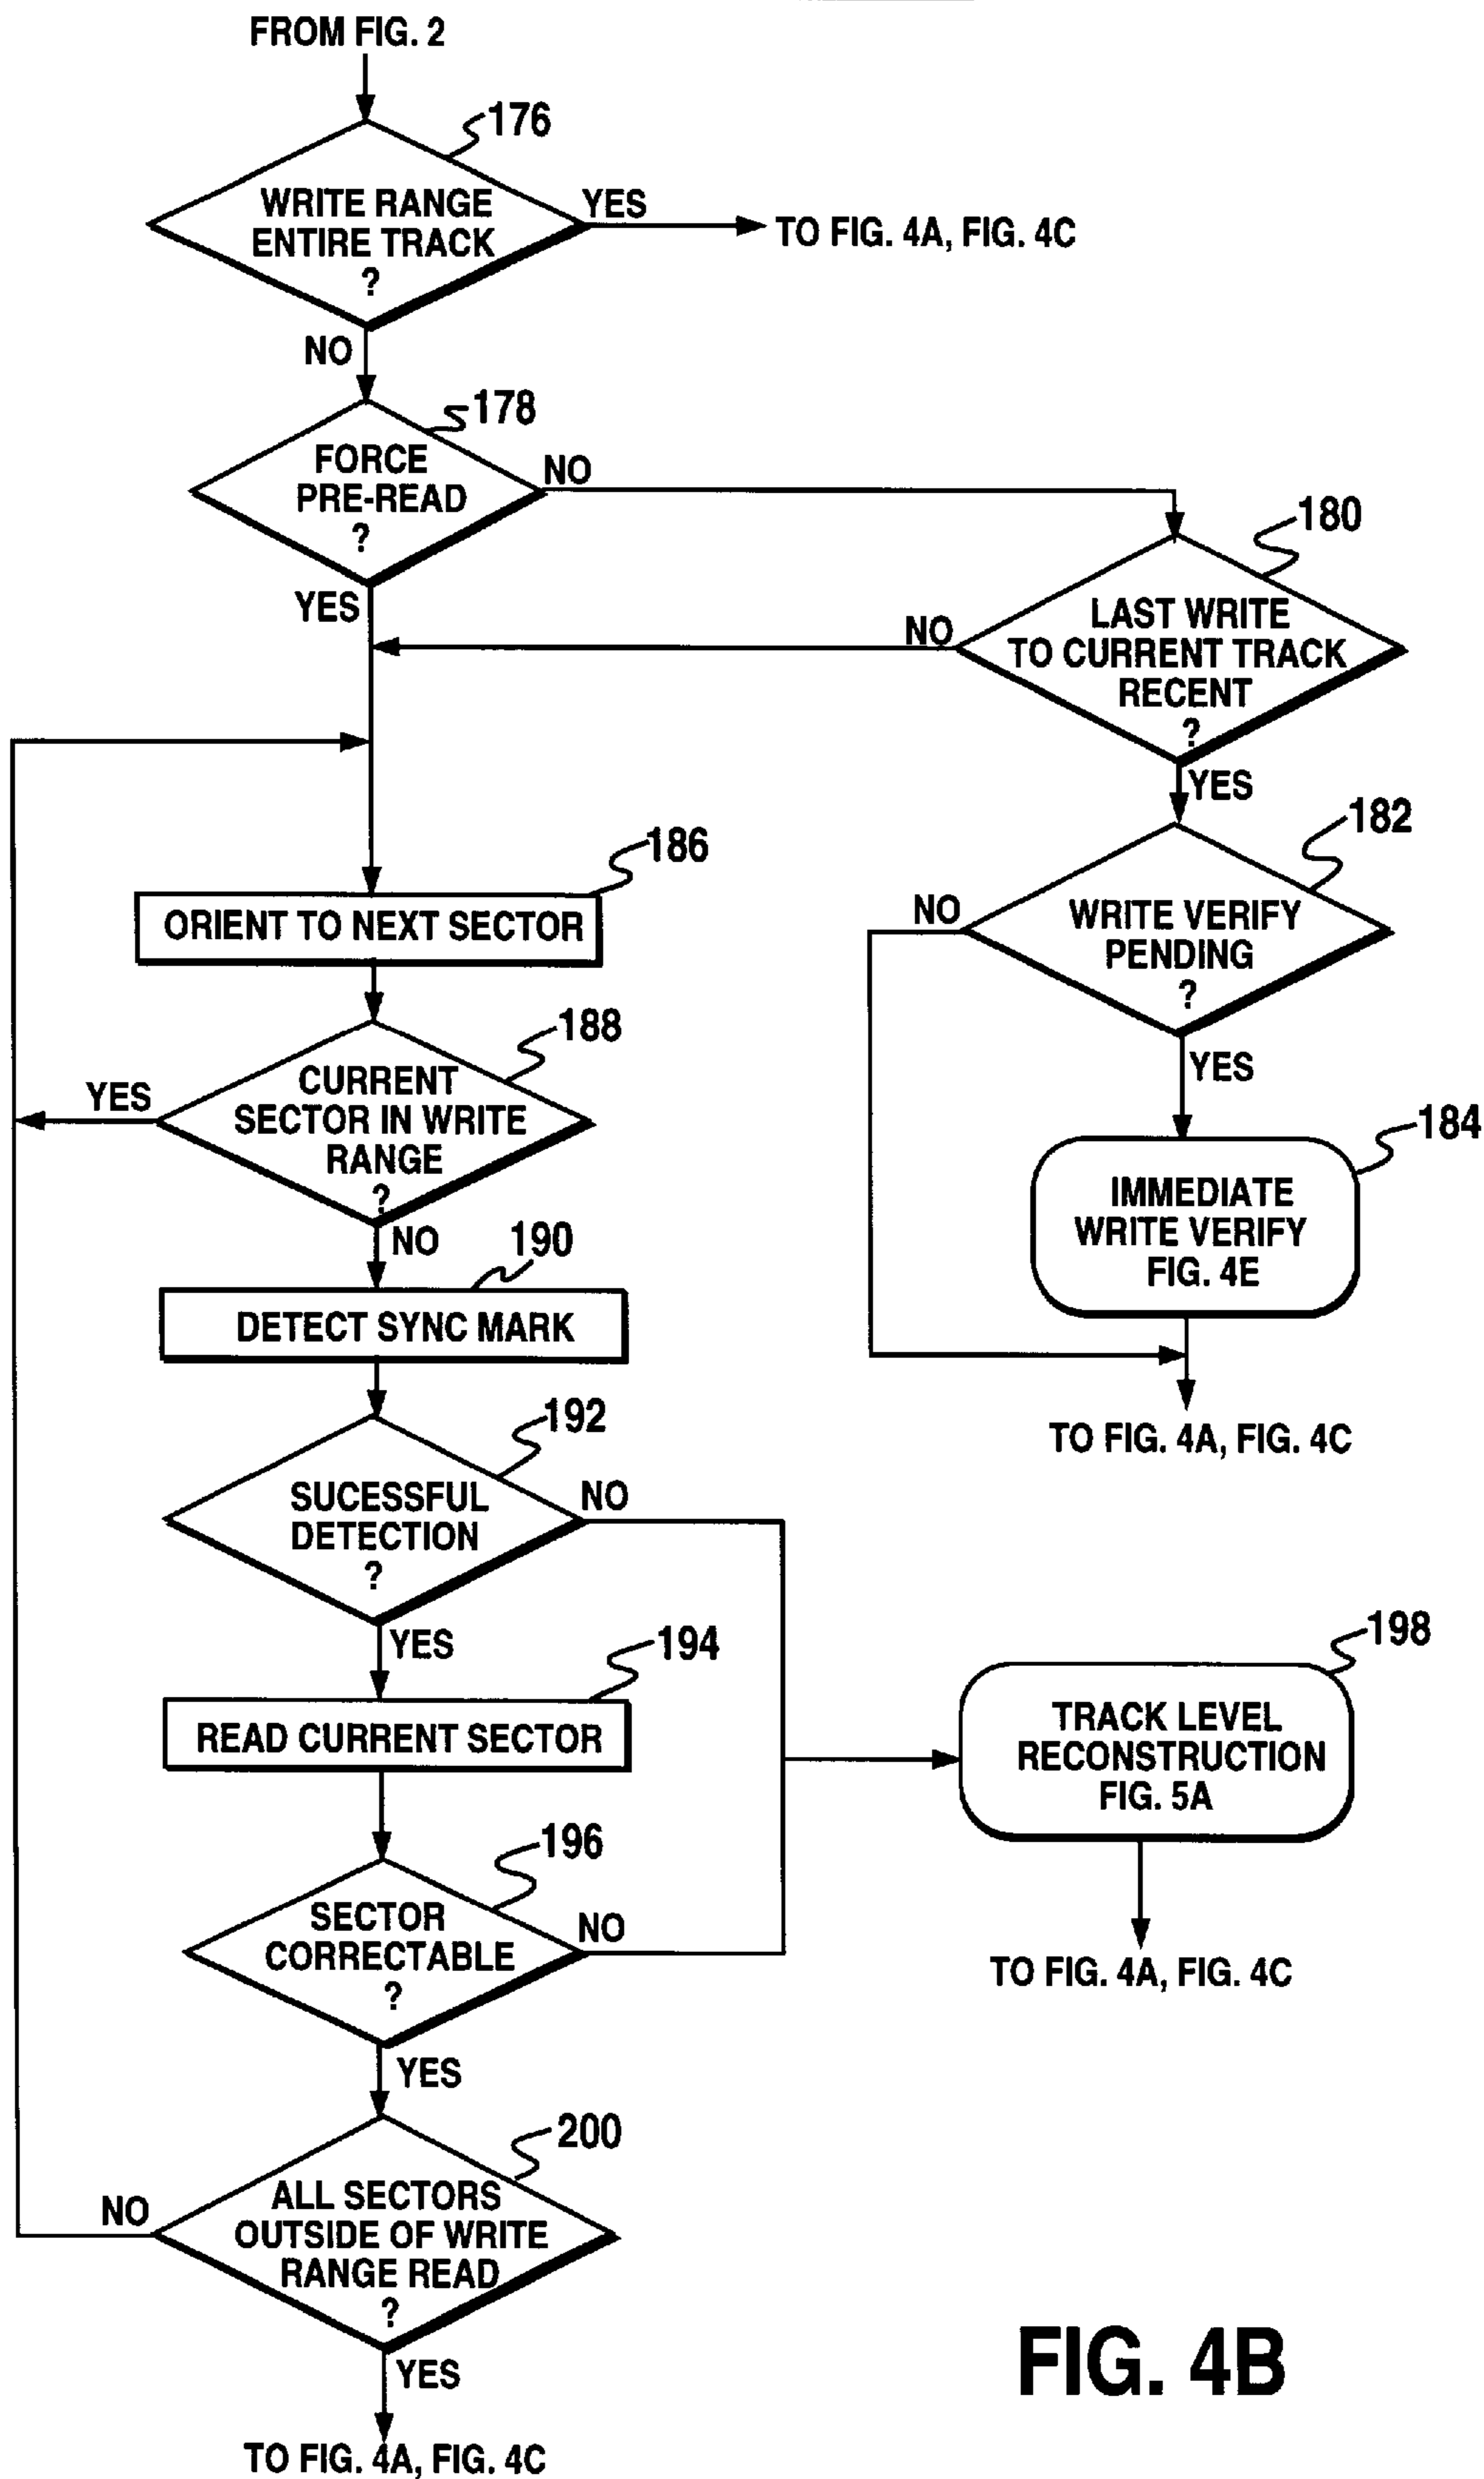 FROM FIG. 2
176
WRITE RANGE
ENTIRE TRACK
?
YES
TO FIG. 4A, FIG. 4C
NO
178
FORCE
PRE-READ
?
NO
YES
180
LAST WRITE
TO CURRENT TRACK
RECENT
?
NO
YES
182
WRITE VERIFY
PENDING
?
NO
YES
184
IMMEDIATE
WRITE VERIFY
FIG. 4E
TO FIG. 4A, FIG. 4C
186
ORIENT TO NEXT SECTOR
188
CURRENT
SECTOR IN WRITE
RANGE
?
YES
NO
190
DETECT SYNC MARK
192
SUCESSFUL
DETECTION
?
NO
YES
194
READ CURRENT SECTOR
196
SECTOR
CORRECTABLE
?
NO
YES
198
TRACK LEVEL
RECONSTRUCTION
FIG. 5A
TO FIG. 4A, FIG. 4C
200
ALL SECTORS
OUTSIDE OF WRITE
RANGE READ
?
NO
YES
TO FIG. 4A, FIG. 4C
FIG. 4B